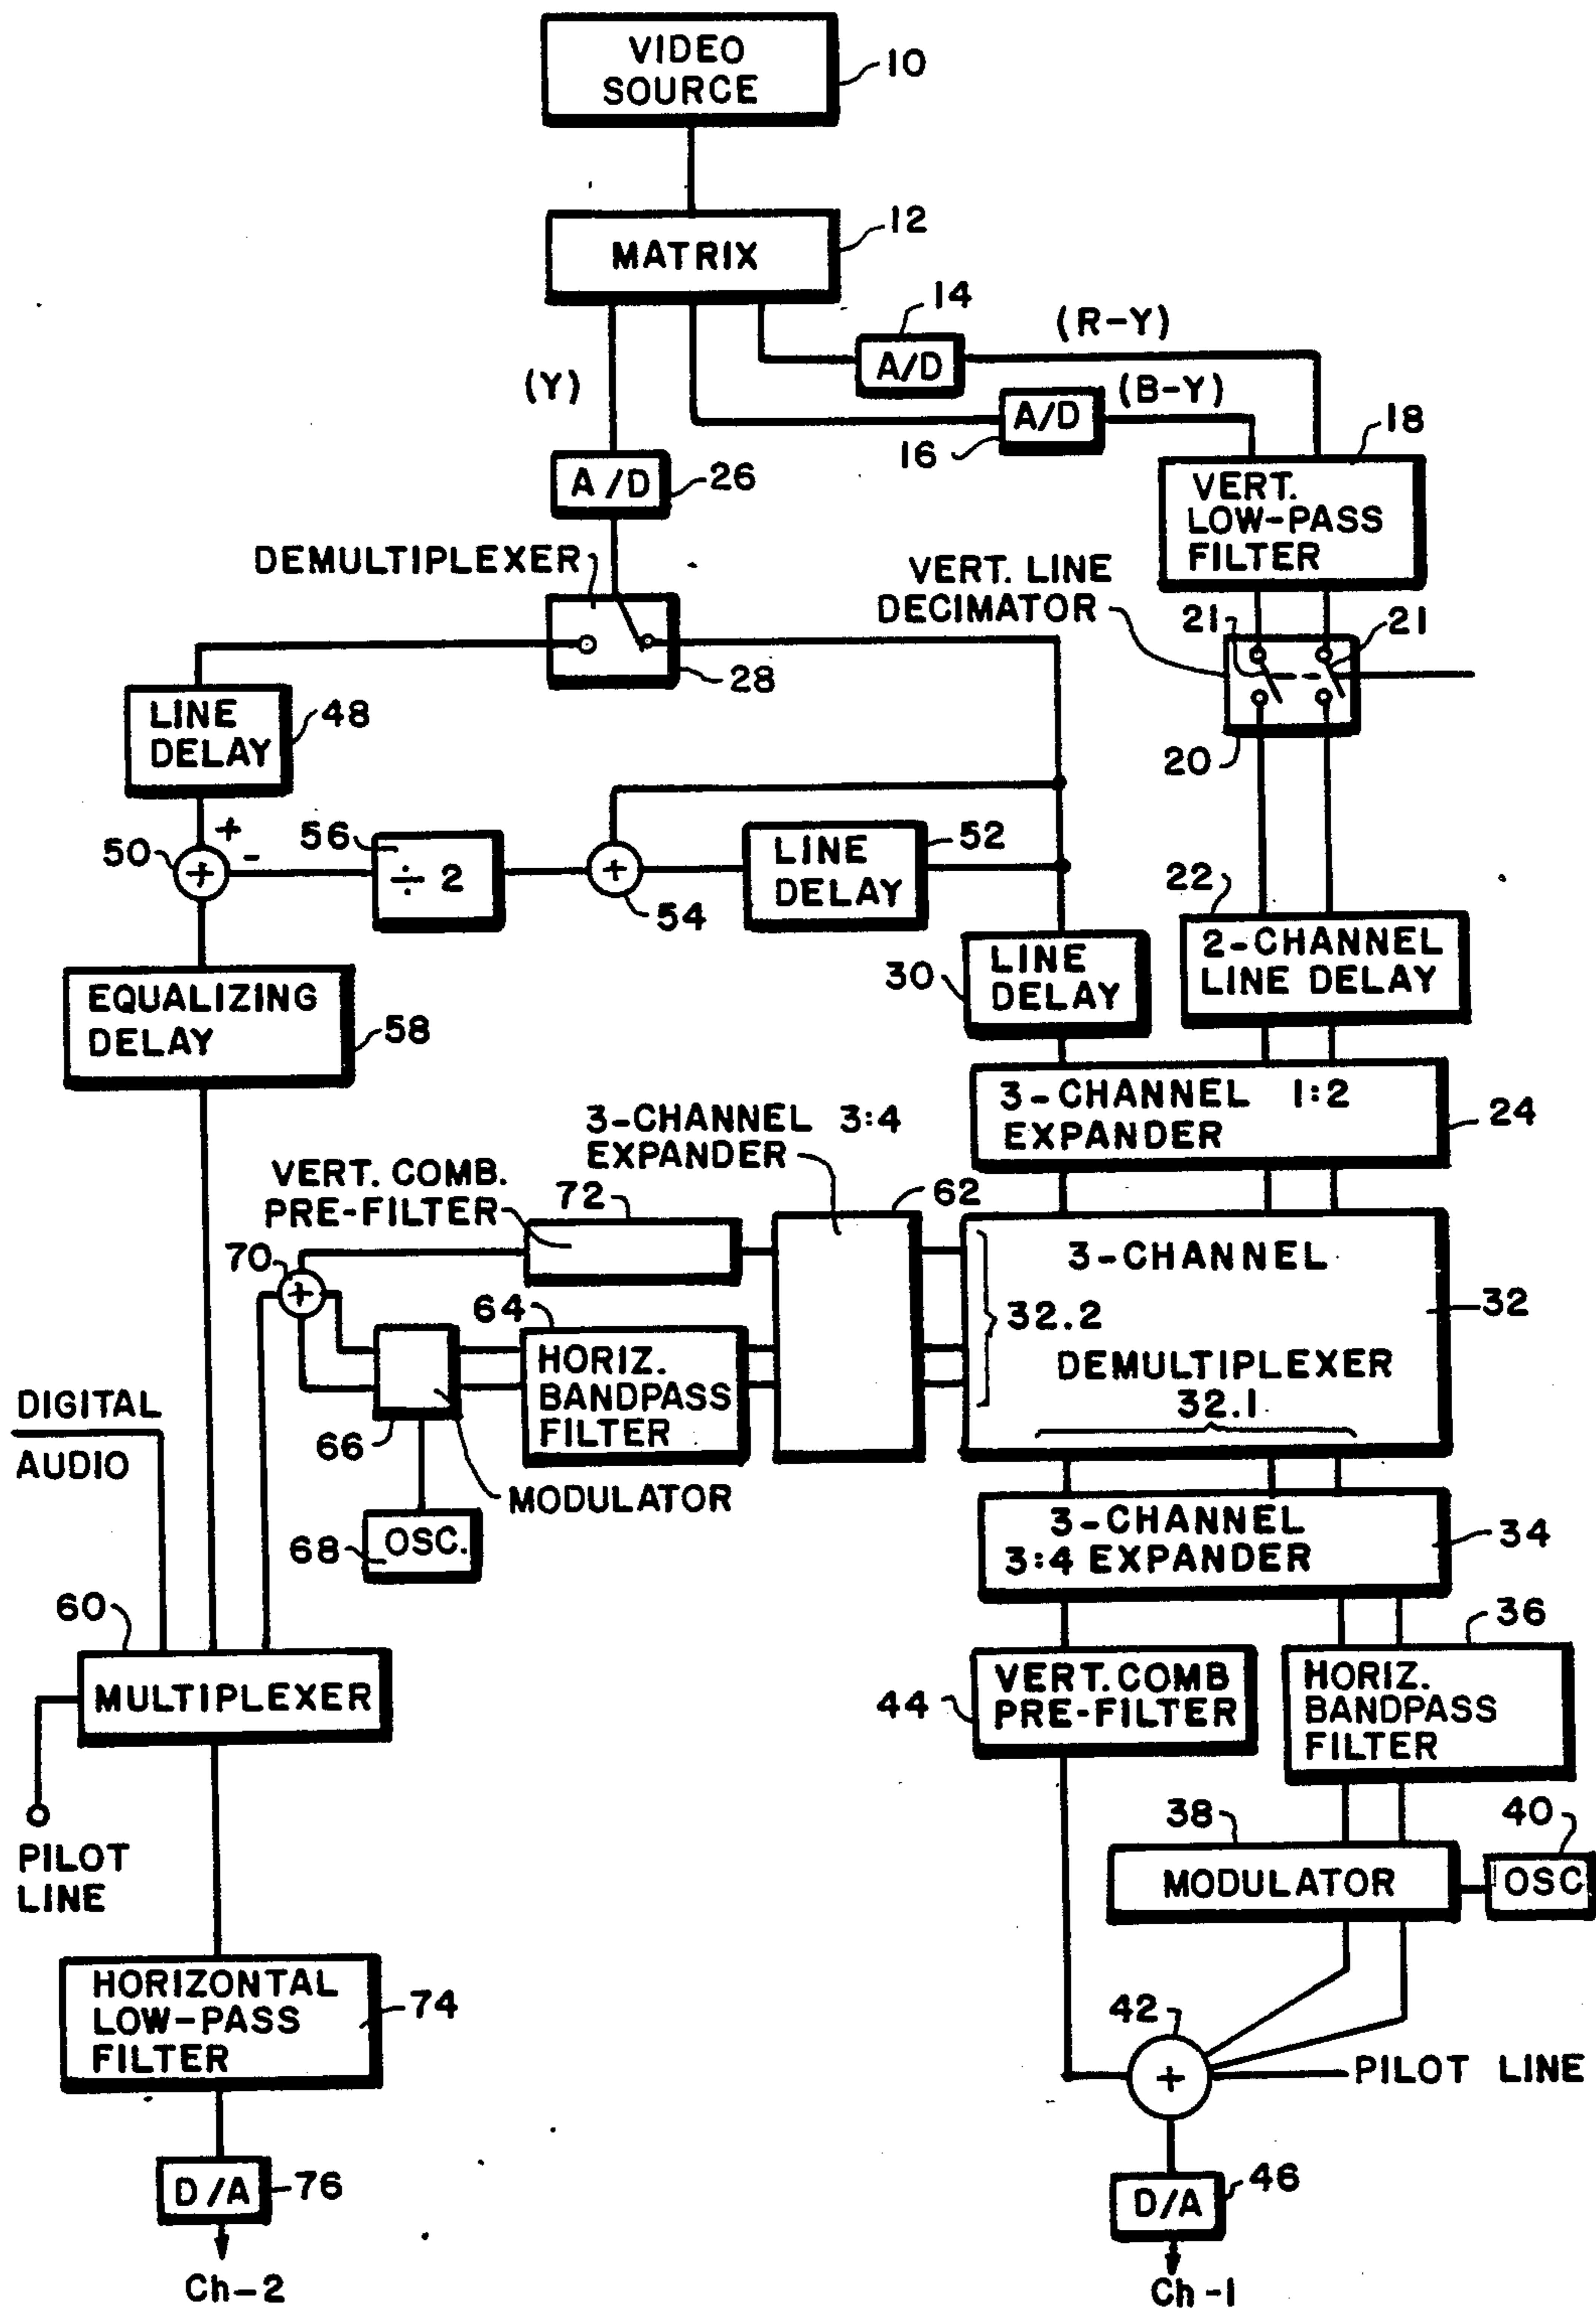 VIDEO
SOURCE
10
MATRIX
12
14
(R-Y)
A/D
(Y)
A/D
(B-Y)
16
18
A/D
26
VERT.
LOW-PASS
FILTER
DEMULTIPLEXER
VERT. LINE
DECIMATOR
21
21
28
20
LINE
DELAY
48
+
50
+
-
56
÷ 2
+
54
LINE
DELAY
52
22
2-CHANNEL
LINE DELAY
30
LINE
DELAY
EQUALIZING
DELAY
58
3-CHANNEL 1:2
EXPANDER
24
3-CHANNEL 3:4
EXPANDER
VERT. COMB.
PRE-FILTER
72
62
3-CHANNEL
70
+
64
32.2
32
DEMULTIPLEXER
32.1
HORIZ.
BANDPASS
FILTER
66
DIGITAL
AUDIO
MODULATOR
68
OSC.
3-CHANNEL
3:4 EXPANDER
34
60
36
MULTIPLEXER
44
VERT. COMB
PRE-FILTER
HORIZ.
BANDPASS
FILTER
PILOT
LINE
38
40
MODULATOR
OSC
HORIZONTAL
LOW-PASS
FILTER
74
42
+
PILOT LINE
D/A
76
D/A
46
Ch-2
Ch-1